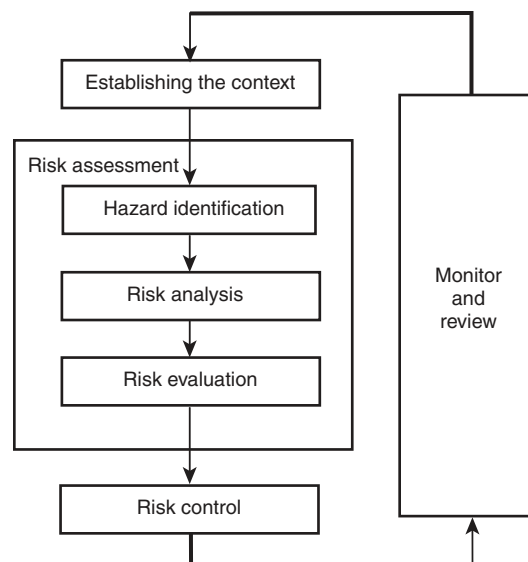 Establishing the context
Risk assessment
Hazard identification
Risk analysis
Risk evaluation
Risk control
Monitor
and
review